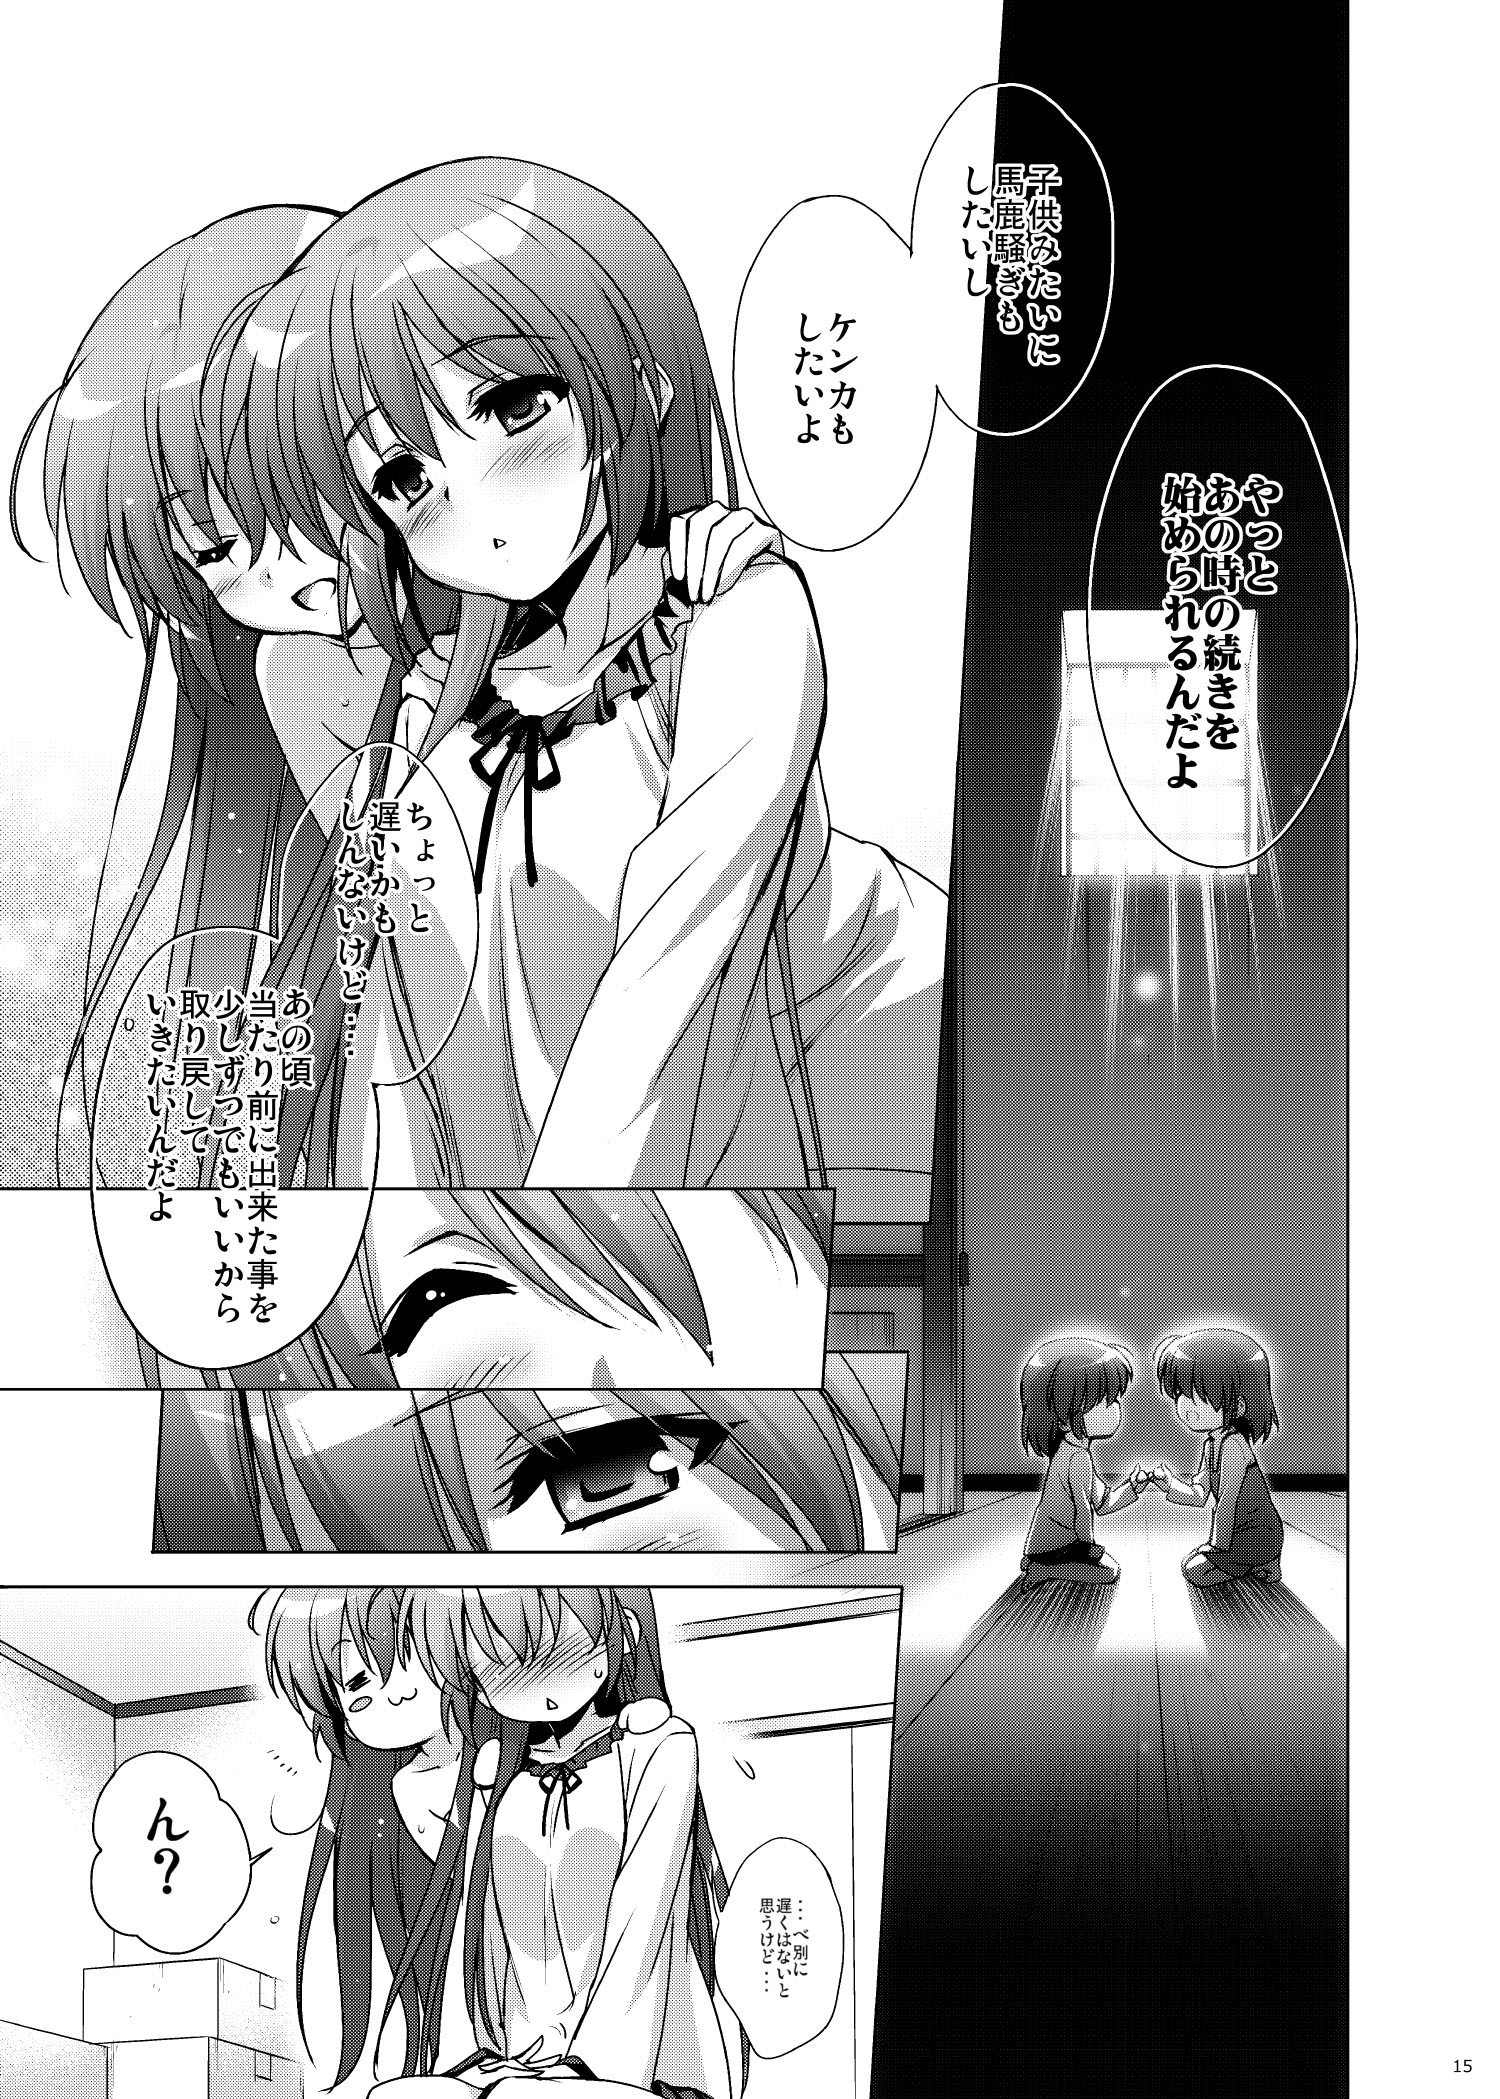 やっと
あの時の続きを
始められるんだよ
子供みたいに
馬鹿騒ぎも
したいし
ケンカも
したいよ
ちょっと
遅いかも
しんないけど・・・
あの頃
当たり前に出来た事を
少しずつでもいいから
取り戻して
いきたいんだよ
・・・べ別に
遅くはないと
思うけど・・・
ん？
15